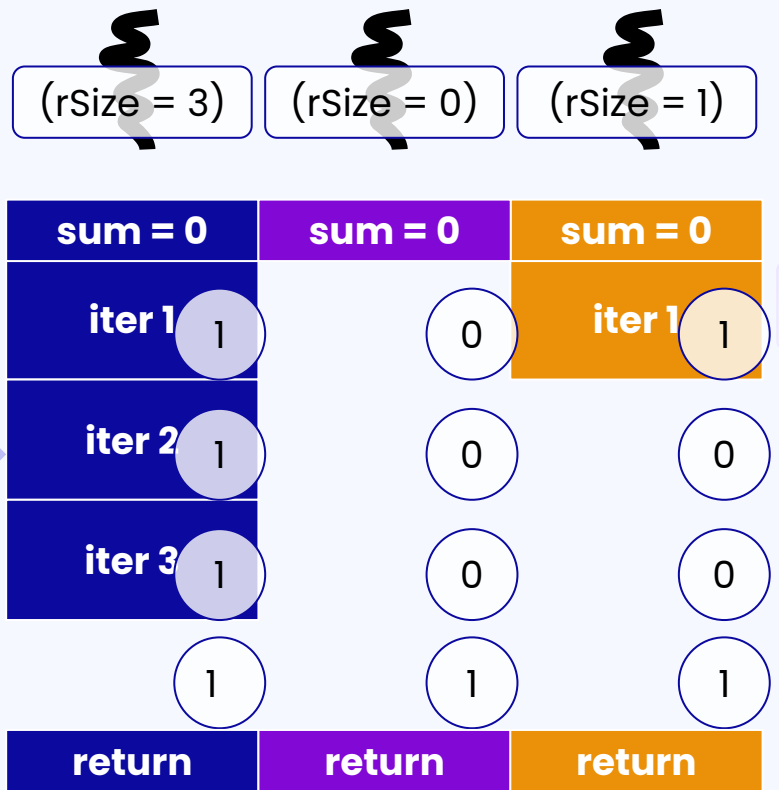 (rSize = 3) (rSize = 0) (rSize = 1)
sum = 0 sum = 0 sum = 0
iter 1 1 0 iter 1 1
iter 2 1 0 0
iter 3 1 0 0
1 1 1
return return return